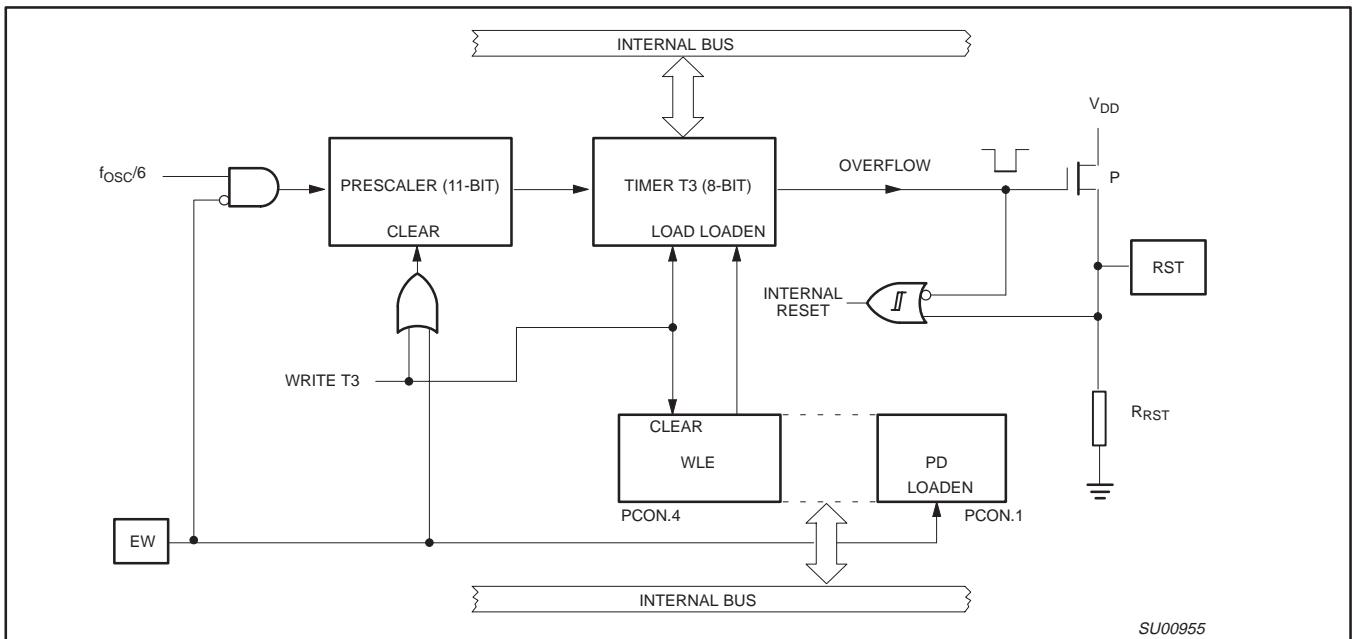 INTERNAL BUS
VDD
fOSC/6
PRESCALER (11-BIT)
CLEAR
TIMER T3 (8-BIT)
LOAD LOADEN
OVERFLOW
P
RST
INTERNAL
RESET
WRITE T3
RRST
CLEAR
WLE
PCON.4
PD
LOADEN
PCON.1
EW
INTERNAL BUS
SU00955